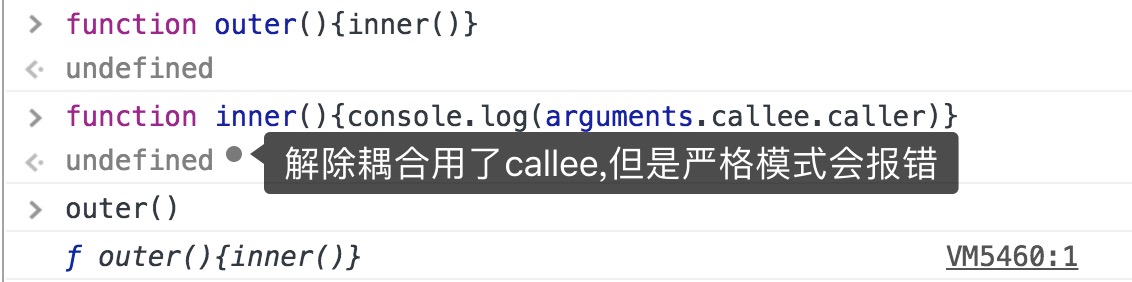 > function outer(){inner()}
<· undefined
> function inner(){console.log(arguments.callee.caller)}
<· undefined
解除耦合用了callee,但是严格模式会报错
> outer()
ƒ outer(){inner()}
VM5460:1